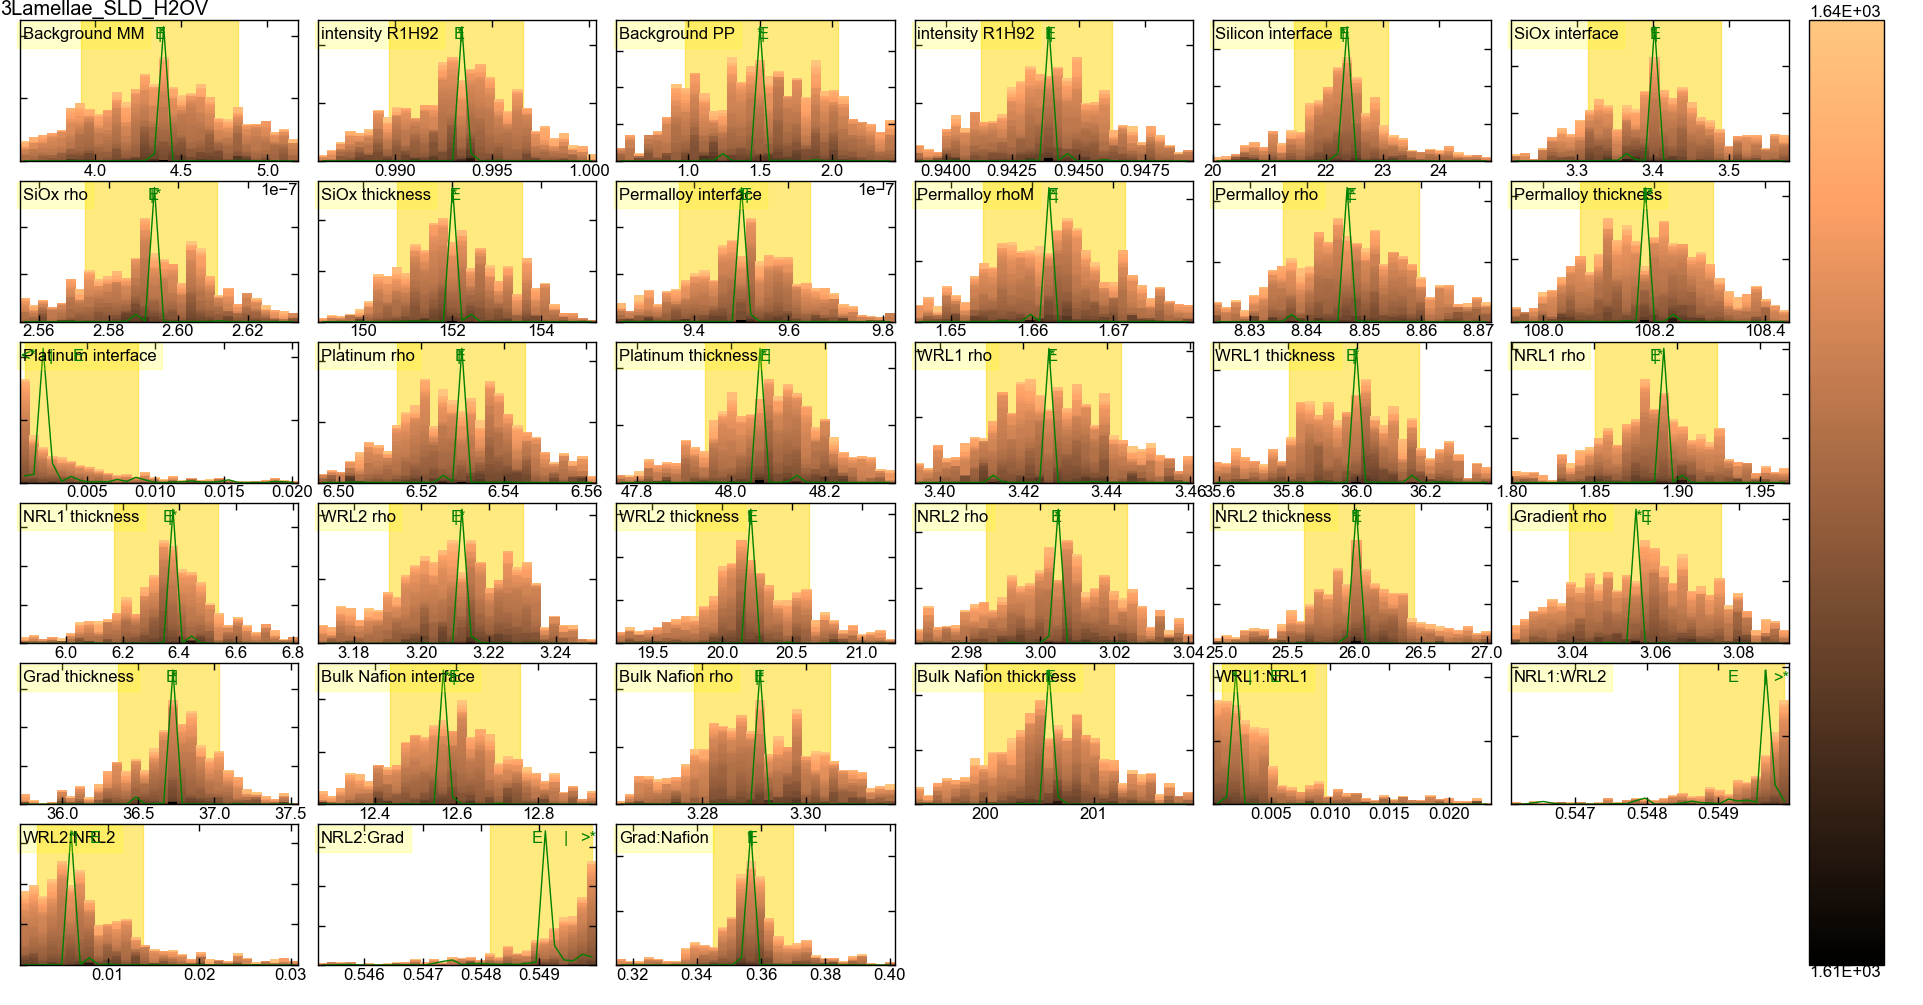 3Lamellae_SLD_H2OV
1.64E+03
Background MM
intensity R1H92
Background PP
intensity R1H92
Silicon interface
SiOx interface
4.0 4.5 5.0
0.990 0.995 1.000
1.0 1.5 2.0
0.9400 0.9425 0.9450 0.9475
20 21 22 23 24
3.3 3.4 3.5
SiOx rho 1e-7
SiOx thickness
Permalloy interface 1e-7
Permalloy rhoM
Permalloy rho
Permalloy thickness
2.56 2.58 2.60 2.62
150 152 154
9.4 9.6 9.8
1.65 1.66 1.67
8.83 8.84 8.85 8.86 8.87
108.0 108.2 108.4
Platinum interface
Platinum rho
Platinum thickness
WRL1 rho
WRL1 thickness
NRL1 rho
0.005 0.010 0.015 0.020
6.50 6.52 6.54 6.56
47.8 48.0 48.2
3.40 3.42 3.44 3.46
35.6 35.8 36.0 36.2
1.80 1.85 1.90 1.95
NRL1 thickness
WRL2 rho
WRL2 thickness
NRL2 rho
NRL2 thickness
Gradient rho
6.0 6.2 6.4 6.6 6.8
3.18 3.20 3.22 3.24
19.5 20.0 20.5 21.0
2.98 3.00 3.02 3.04
25.0 25.5 26.0 26.5 27.0
3.04 3.06 3.08
Grad thickness
Bulk Nafion interface
Bulk Nafion rho
Bulk Nafion thickness
WRL1:NRL1
NRL1:WRL2
E >*
36.0 36.5 37.0 37.5
12.4 12.6 12.8
3.28 3.30
200 201
0.005 0.010 0.015 0.020
0.547 0.548 0.549
WRL2:NRL2
NRL2:Grad
E | >*
Grad:Nafion
0.01 0.02 0.03
0.546 0.547 0.548 0.549
0.32 0.34 0.36 0.38 0.40
1.61E+03